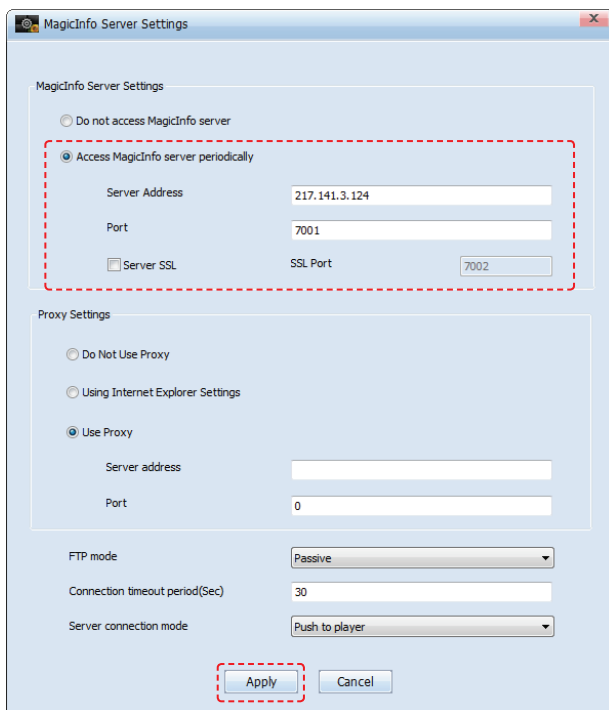 MagicInfo Server Settings
MagicInfo Server Settings
Do not access MagicInfo server
Access MagicInfo server periodically
Server Address 217.141.3.124
Port 7001
Server SSL SSL Port 7002
Proxy Settings
Do Not Use Proxy
Using Internet Explorer Settings
Use Proxy
Server address
Port 0
FTP mode Passive
Connection timeout period(Sec) 30
Server connection mode Push to player
Apply Cancel